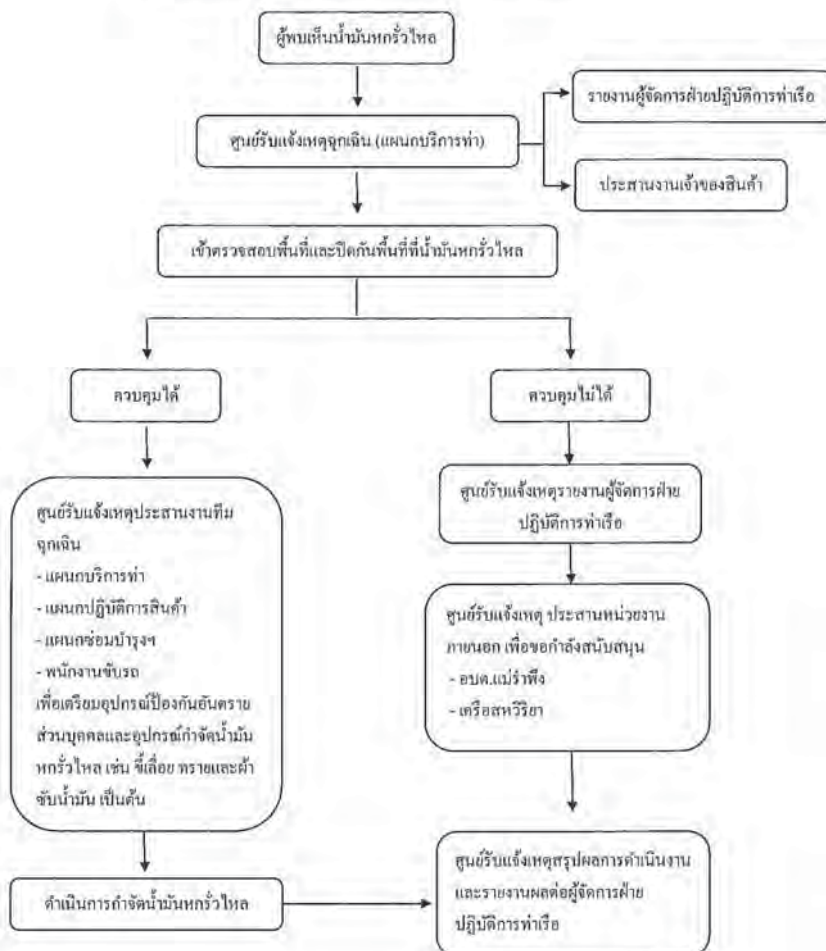 ผู้พบเห็นน้ำมันหกรั่วไหล
รายงานผู้จัดการฝ่ายปฏิบัติการท่าเรือ
ศูนย์รับแจ้งเหตุฉุกเฉิน (แผนกบริการท่า)
ประสานงานเจ้าของสินค้า
เข้าตรวจสอบพื้นที่และปิดกั้นพื้นที่ที่น้ำมันหกรั่วไหล
ควบคุมได้
ควบคุมไม่ได้
ศูนย์รับแจ้งเหตุประสานงานทีม
ฉุกเฉิน
- แผนกบริการท่า
- แผนกปฏิบัติการสินค้า
- แผนกซ่อมบำรุงฯ
- พนักงานขับรถ
เพื่อเตรียมอุปกรณ์ป้องกันอันตราย
ส่วนบุคคลและอุปกรณ์กำจัดน้ำมัน
หกรั่วไหล เช่น ขี้เลื่อย ทรายและผ้า
ซับน้ำมัน เป็นต้น
ดำเนินการกำจัดน้ำมันหกรั่วไหล
ศูนย์รับแจ้งเหตุรายงานผู้จัดการฝ่าย
ปฏิบัติการท่าเรือ
ศูนย์รับแจ้งเหตุ ประสานหน่วยงาน
ภายนอก เพื่อขอกำลังสนับสนุน
- อบต.แม่รำพึง
- เครือสหวิริยา
ศูนย์รับแจ้งเหตุสรุปผลการดำเนินงาน
และรายงานผลต่อผู้จัดการฝ่าย
ปฏิบัติการท่าเรือ